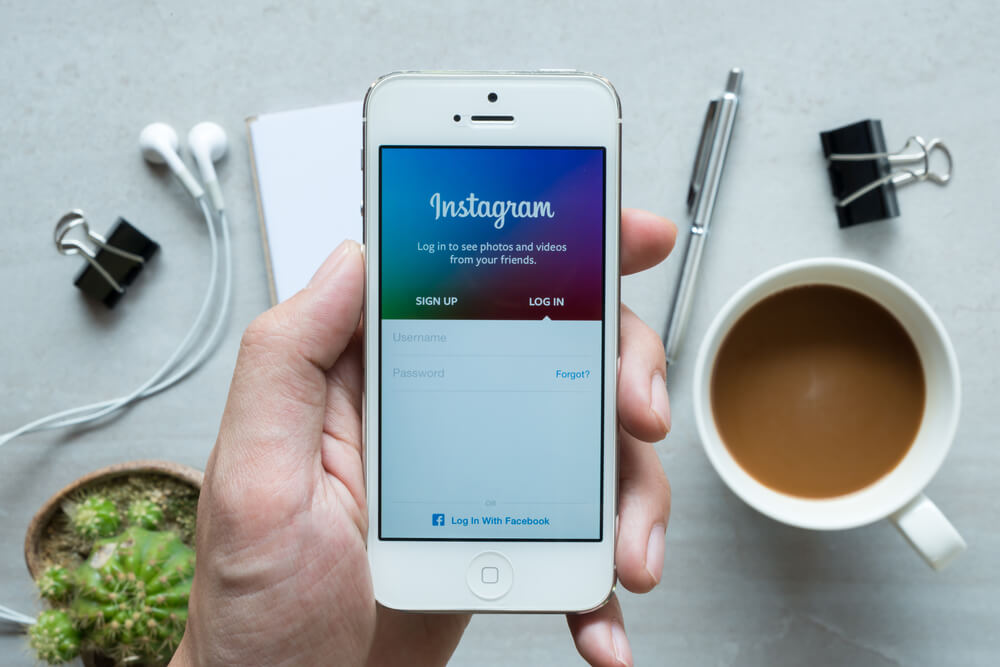 Instagram
Log in to see photos and videos
from your friends.
SIGN UP LOG IN
Username
Password Forgot?
OR
Log In With Facebook